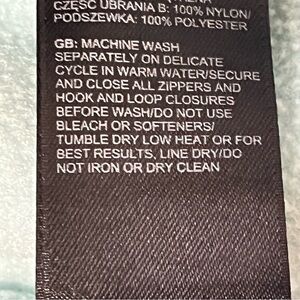 CZĘŚĆ UBRANIA B: 100% NYLON/
PODSZEWKA: 100% POLYESTER
GB: MACHINE WASH
SEPARATELY ON DELICATE
CYCLE IN WARM WATER/SECURE
AND CLOSE ALL ZIPPERS AND
HOOK AND LOOP CLOSURES
BEFORE WASH/DO NOT USE
BLEACH OR SOFTENERS/
TUMBLE DRY LOW HEAT OR FOR
BEST RESULTS, LINE DRY/DO
NOT IRON OR DRY CLEAN